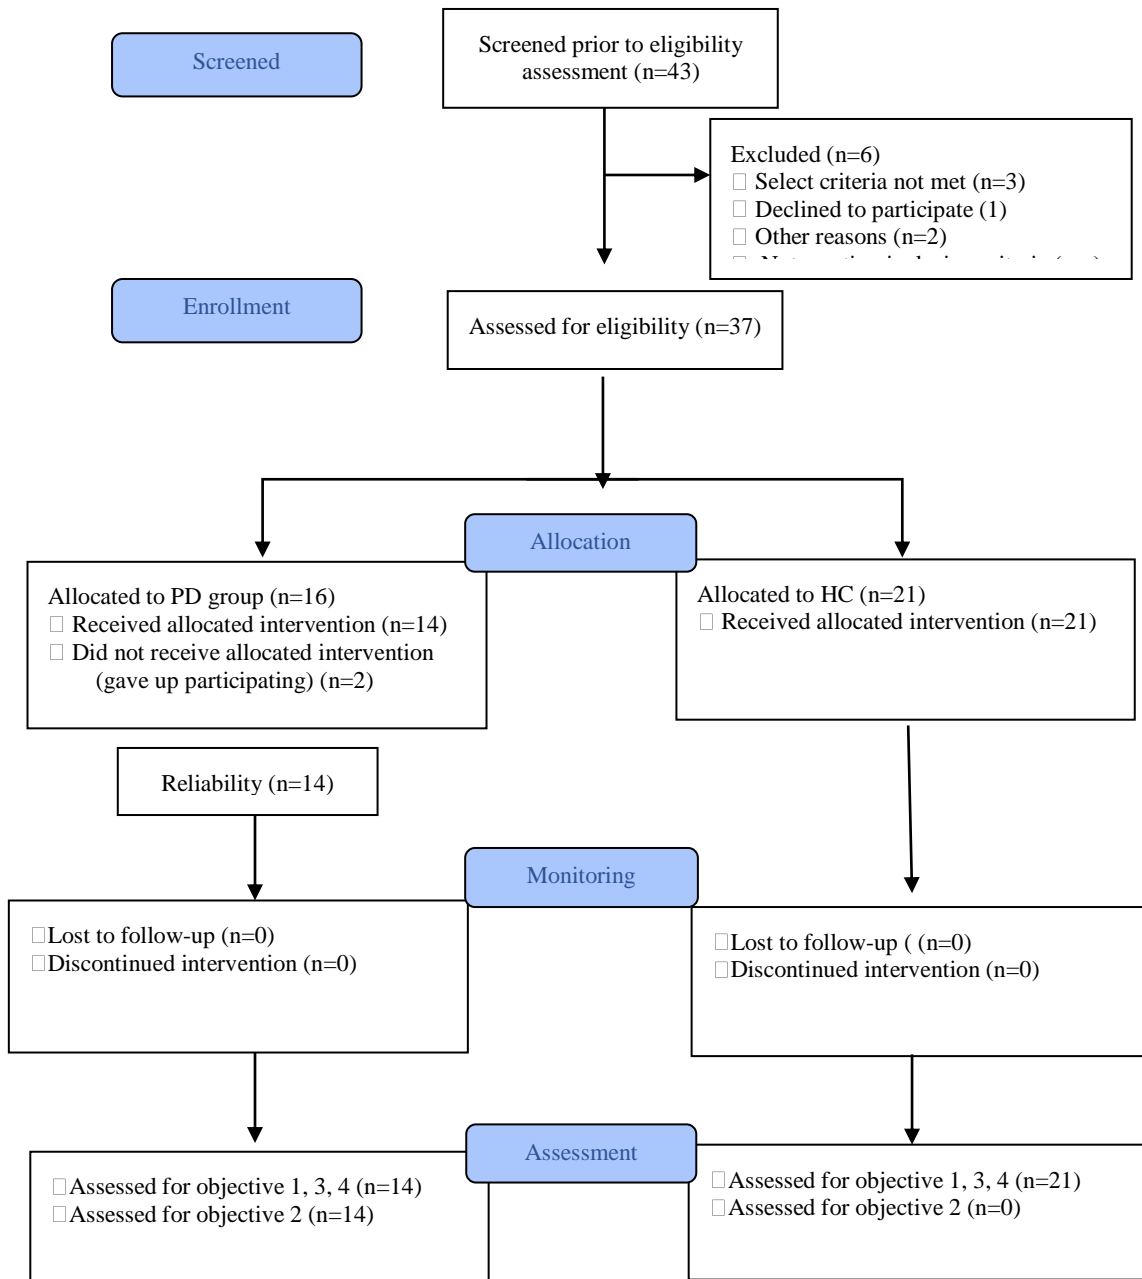 Screened
Screened prior to eligibility
assessment (n=43)
Excluded (n=6)
Select criteria not met (n=3)
Declined to participate (1)
Other reasons (n=2)
Enrollment
Assessed for eligibility (n=37)
Allocation
Allocated to PD group (n=16)
Received allocated intervention (n=14)
Did not receive allocated intervention
(gave up participating) (n=2)
Allocated to HC (n=21)
Received allocated intervention (n=21)
Reliability (n=14)
Monitoring
Lost to follow-up (n=0)
Discontinued intervention (n=0)
Lost to follow-up ( (n=0)
Discontinued intervention (n=0)
Assessment
Assessed for objective 1, 3, 4 (n=14)
Assessed for objective 2 (n=14)
Assessed for objective 1, 3, 4 (n=21)
Assessed for objective 2 (n=0)